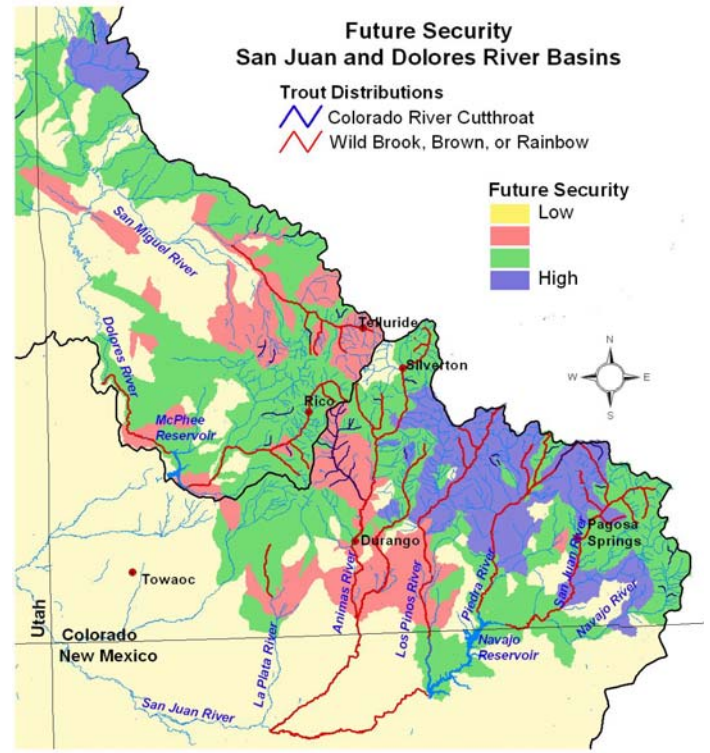 Future Security
San Juan and Dolores River Basins
Trout Distributions
Colorado River Cutthroat
Wild Brook, Brown, or Rainbow
Future Security
Low
High
San Miguel River
Dolores River
Telluride
N
W
E
S
Silverton
Rico
McPhee
Reservoir
Pagosa
Springs
Durango
Towaoc
Animas River
Los Pinos River
Piedra River
San Juan River
Navajo River
La Plata River
Utah
Colorado
New Mexico
Navajo
Reservoir
San Juan River